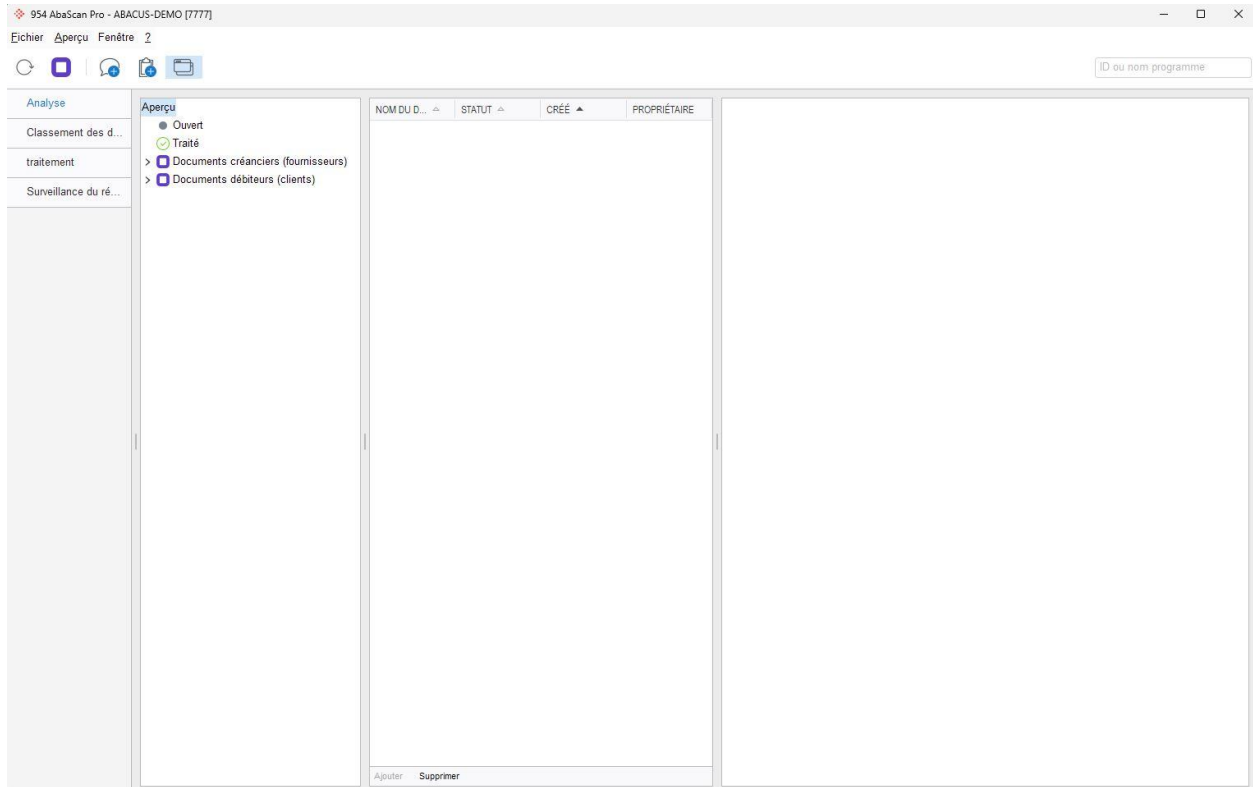 954 AbaScan Pro - ABACUS-DEMO [7777]
Fichier Aperçu Fenêtre ?
ID ou nom programme
Analyse
Classement des d...
traitement
Surveillance du ré...
Aperçu
Ouvert
Traité
Documents créanciers (fournisseurs)
Documents débiteurs (clients)
NOM DU D... STATUT CRÉÉ PROPRIÉTAIRE
Ajouter Supprimer